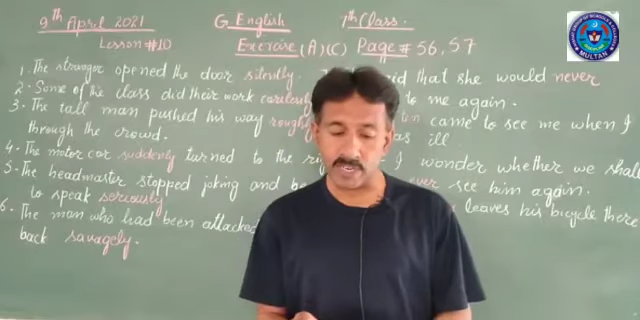 9th April 2021 G. English 7th Class.
Lesson #10 Exercise (A)(C) Page # 56, 57
1. The stranger opened the door silently. said that she would never
2. Some of the class did their work carelessly to me again.
3. The tall man pushed his way came to see me when I
through the crowd. as ill
4. The motor car suddenly turned to the I wonder whether we shall
5. The headmaster stopped joking and ever see him again.
to speak seriously leaves his bicycle there
6. The man who had been attacked
back savagely.
MULTAN